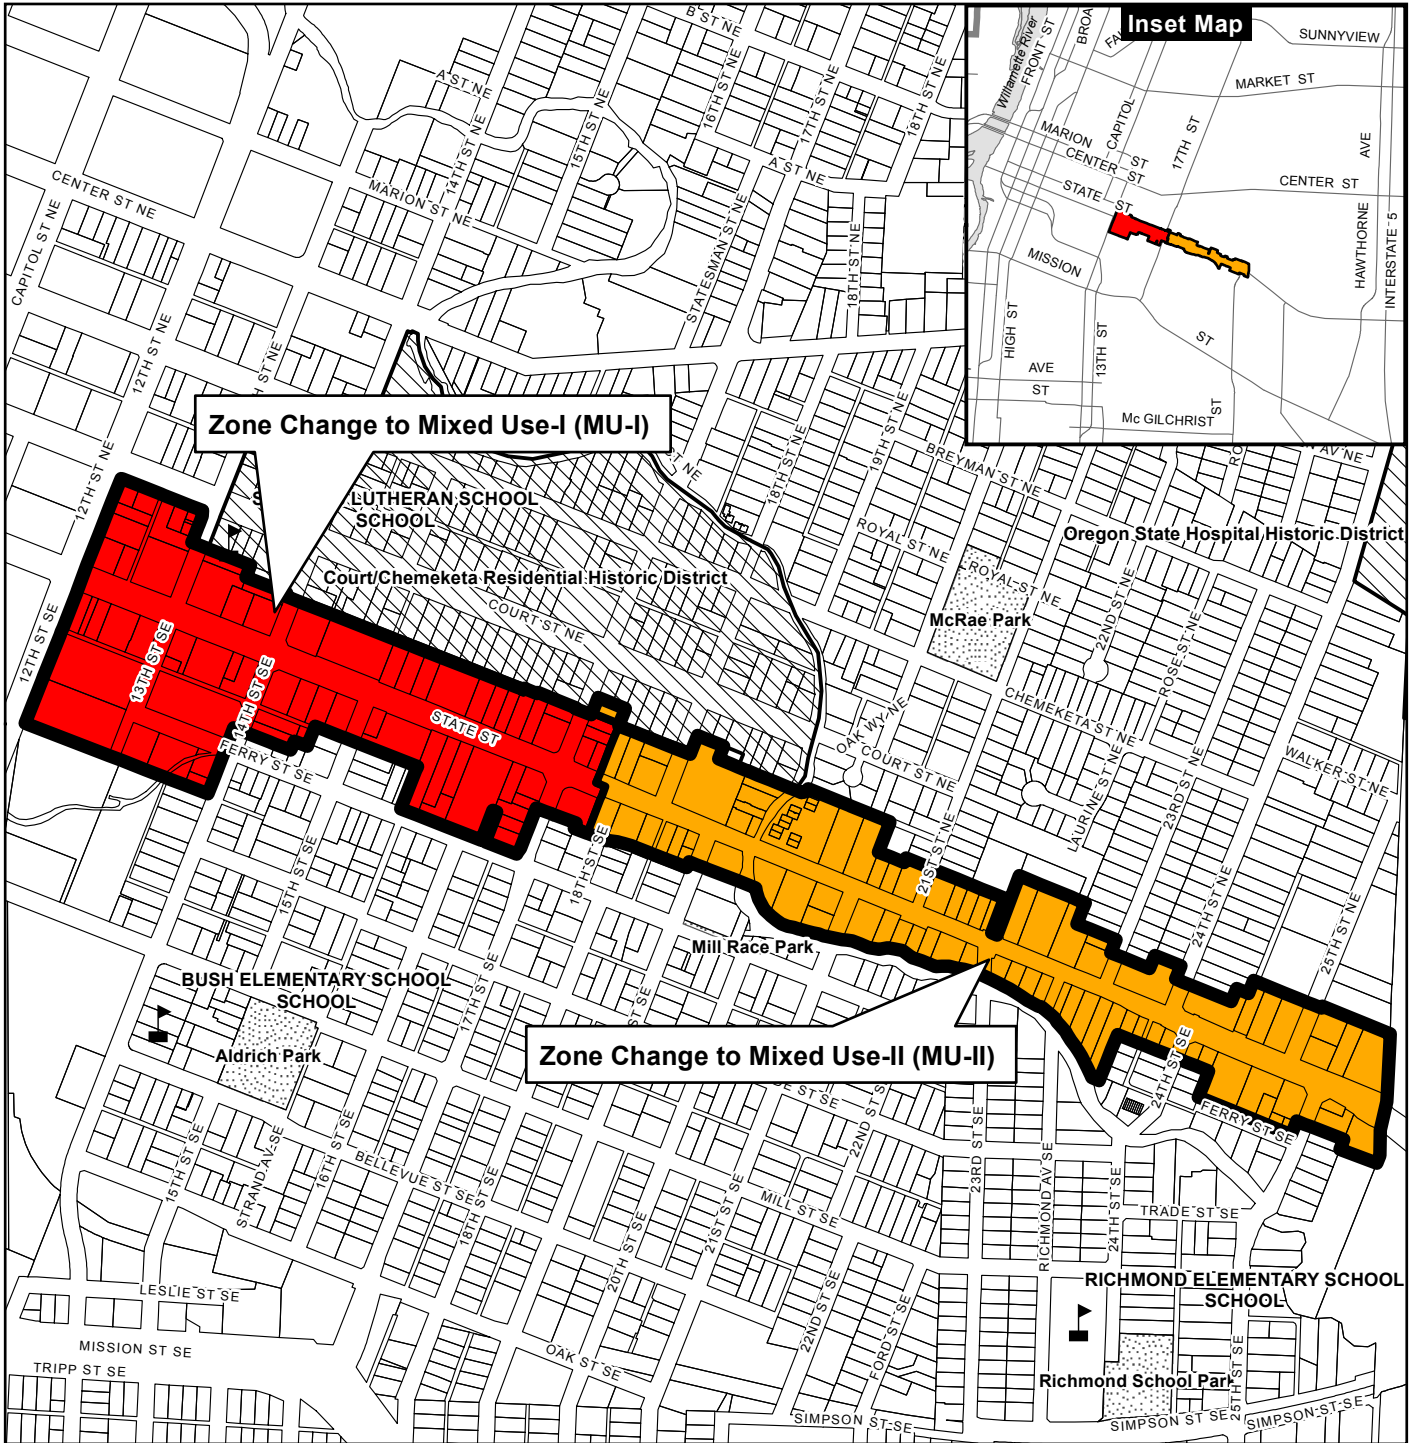 B ST NE
A ST NE
14TH ST NE
15TH ST NE
16TH ST NE
17TH ST NE
18TH ST NE
A ST NE
MARION ST NE
CENTER ST NE
CAPITOL ST NE
STATESMAN ST NE
18TH ST NE
12TH ST NE
12TH ST NE
Inset Map
Willamette River
FRONT ST
BROA
SUNNYVIEW
MARKET ST
CAPITOL
17TH ST
MARION ST
CENTER ST
CENTER ST
STATE ST
AVE
HAWTHORNE
INTERSTATE 5
MISSION
ST
HIGH ST
13TH ST
AVE
ST
Mc GILCHRIST
ST
Zone Change to Mixed Use-I (MU-I)
LUTHERAN SCHOOL
SCHOOL
Court/Chemeketa Residential Historic District
COURT ST NE
18TH ST NE
19TH ST NE
BREYMAN ST NE
ROYAL ST NE
ROYAL ST NE
Oregon State Hospital Historic District
McRae Park
22ND ST NE
ROSE ST NE
CHEMEKETA ST NE
OAK WY NE
COURT ST NE
LAURINE ST NE
23RD ST NE
WALKER ST NE
21ST ST NE
24TH ST NE
25TH ST NE
12TH ST SE
13TH ST SE
14TH ST SE
STATE ST
FERRY ST SE
15TH ST SE
18TH ST SE
17TH ST SE
Mill Race Park
BUSH ELEMENTARY SCHOOL
SCHOOL
Aldrich Park
Zone Change to Mixed Use-II (MU-II)
24TH ST SE
FERRY ST SE
22ND ST SE
23RD ST SE
RICHMOND AV SE
24TH ST SE
TRADE ST SE
15TH ST SE
STRAND AV SE
16TH ST SE
BELLEVUE ST SE
18TH ST SE
20TH ST SE
21ST ST SE
MILL ST SE
22ND ST SE
FORD ST SE
25TH ST SE
RICHMOND ELEMENTARY SCHOOL
SCHOOL
Richmond School Park
LESLIE ST SE
MISSION ST SE
TRIPP ST SE
OAK ST SE
SIMPSON ST SE
SIMPSON ST SE
SIMPSON ST SE